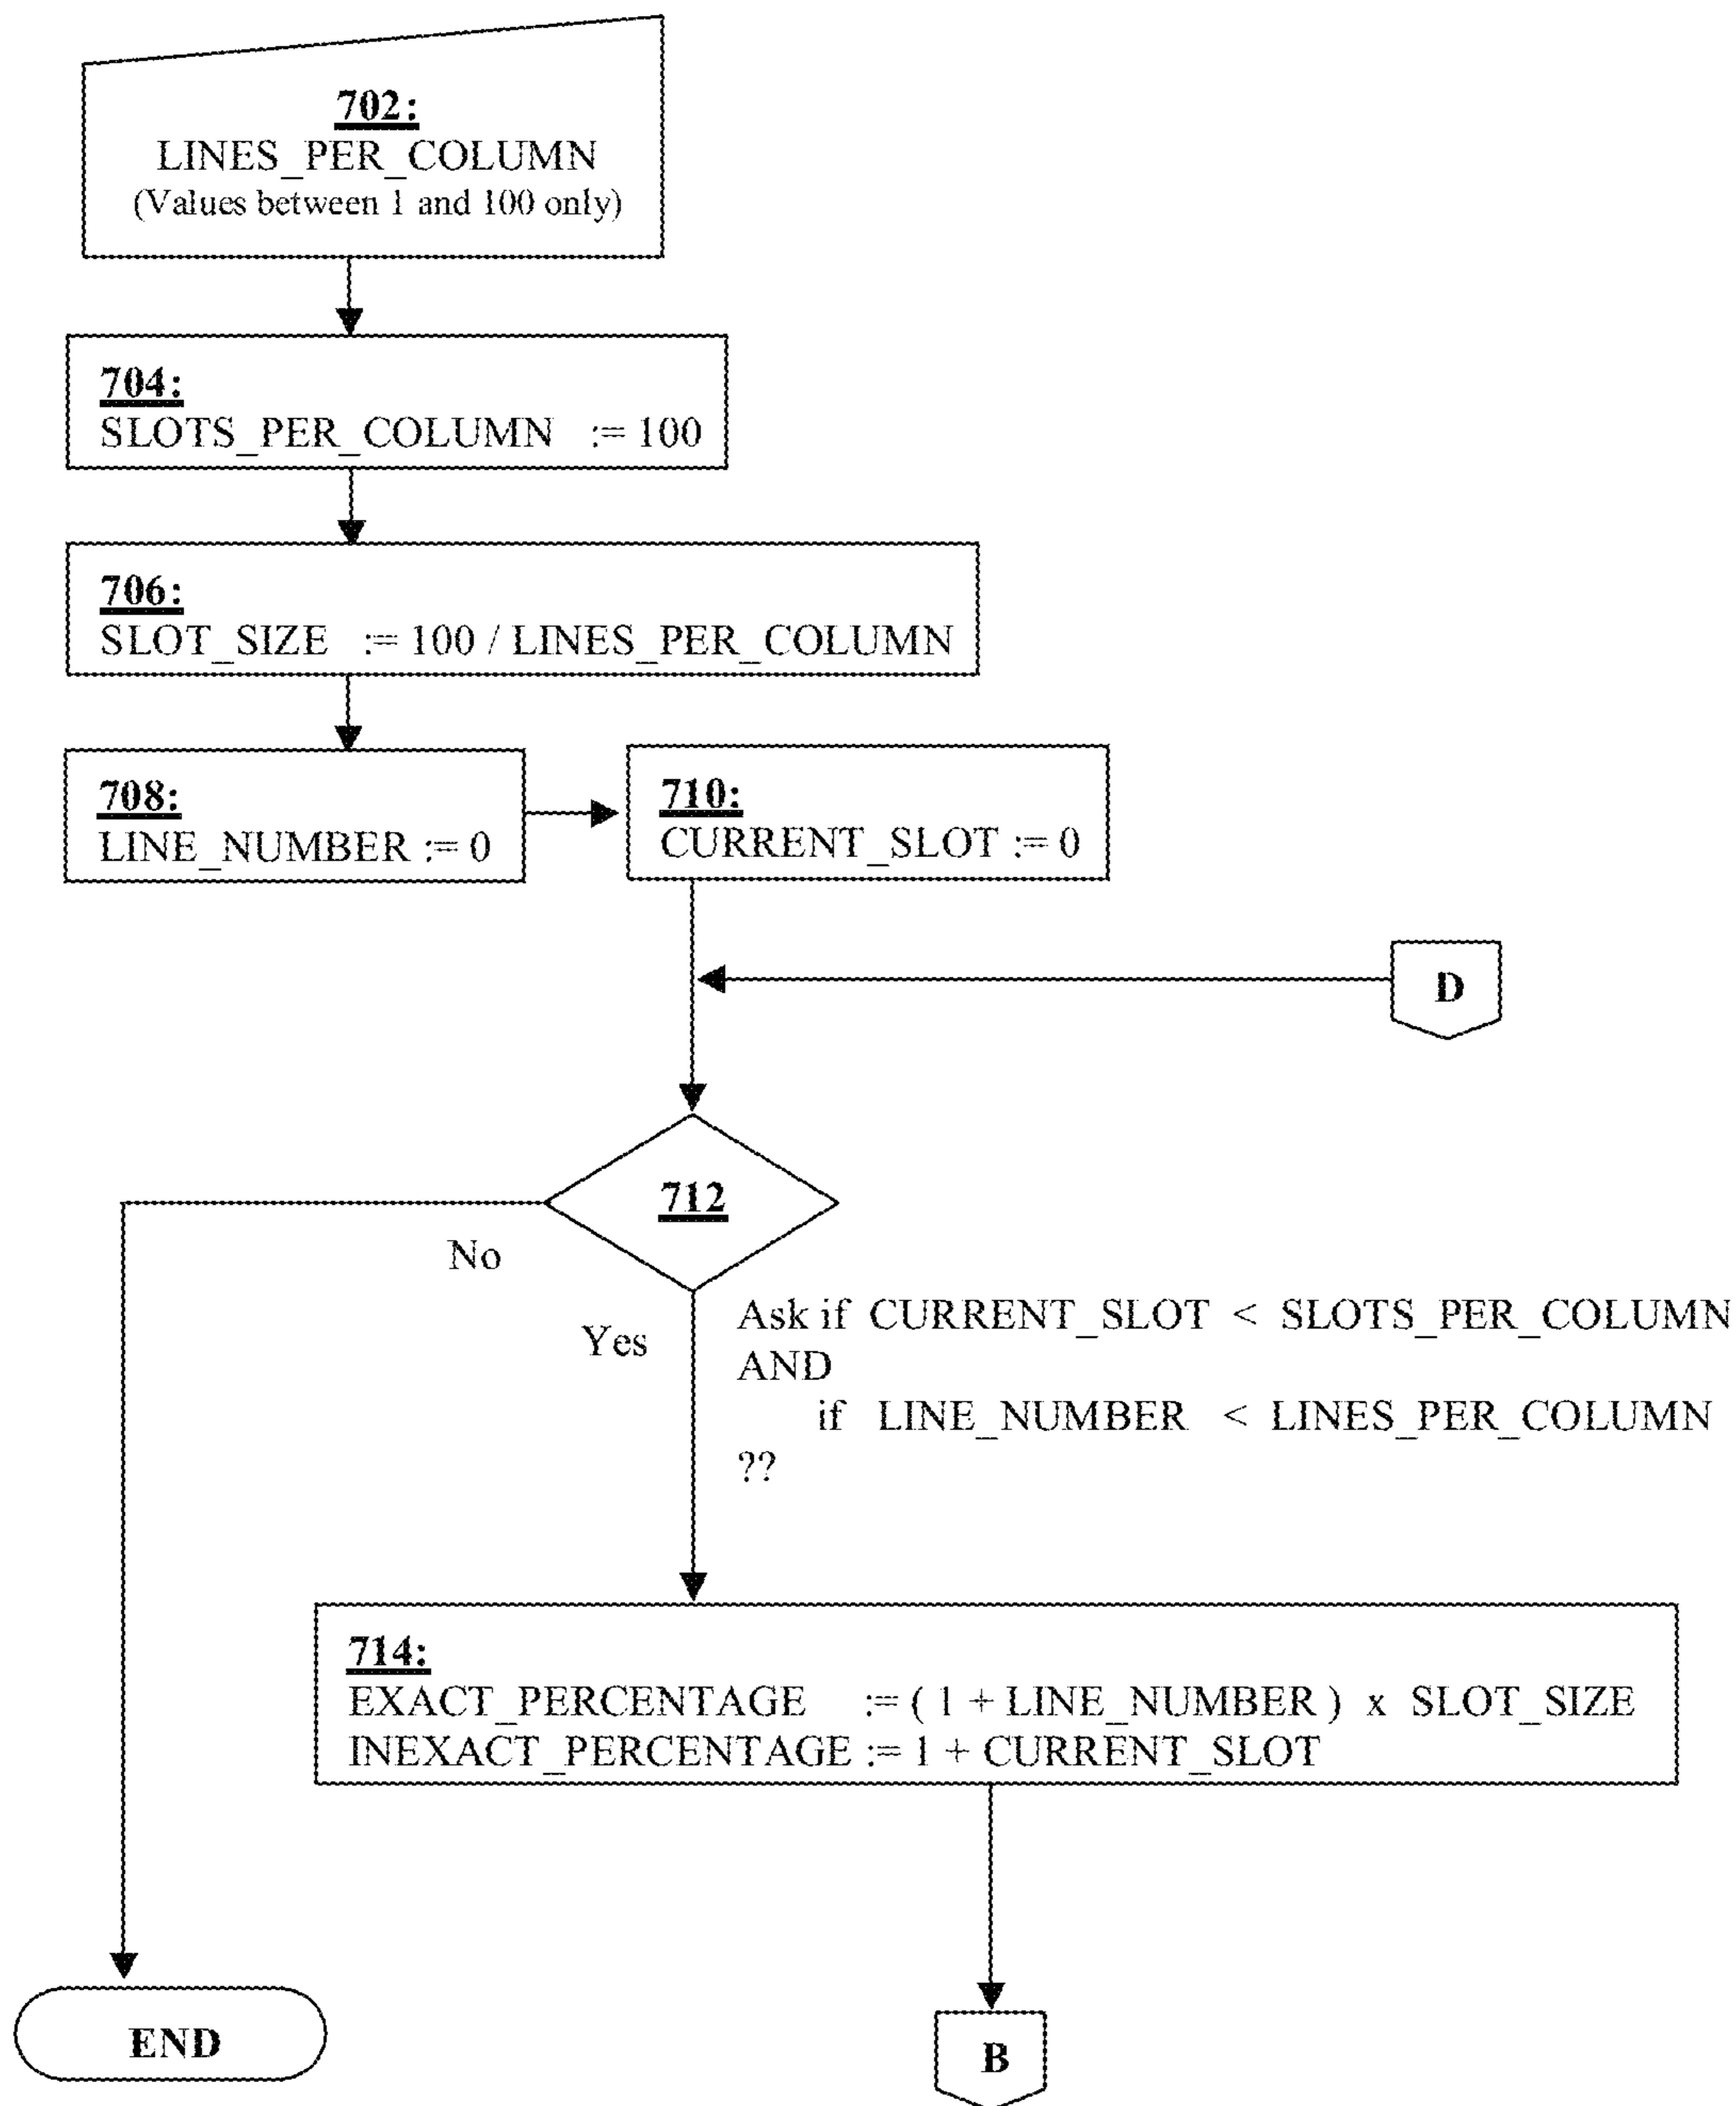 702:
LINES_PER_COLUMN
(Values between 1 and 100 only)
704:
SLOTS_PER_COLUMN := 100
706:
SLOT_SIZE := 100 / LINES_PER_COLUMN
708:
LINE_NUMBER := 0
710:
CURRENT_SLOT := 0
D
712
No
Yes
Ask if CURRENT_SLOT < SLOTS_PER_COLUMN
AND
if LINE_NUMBER < LINES_PER_COLUMN
??
714:
EXACT_PERCENTAGE := ( 1 + LINE_NUMBER ) x SLOT_SIZE
INEXACT_PERCENTAGE := 1 + CURRENT_SLOT
END
B